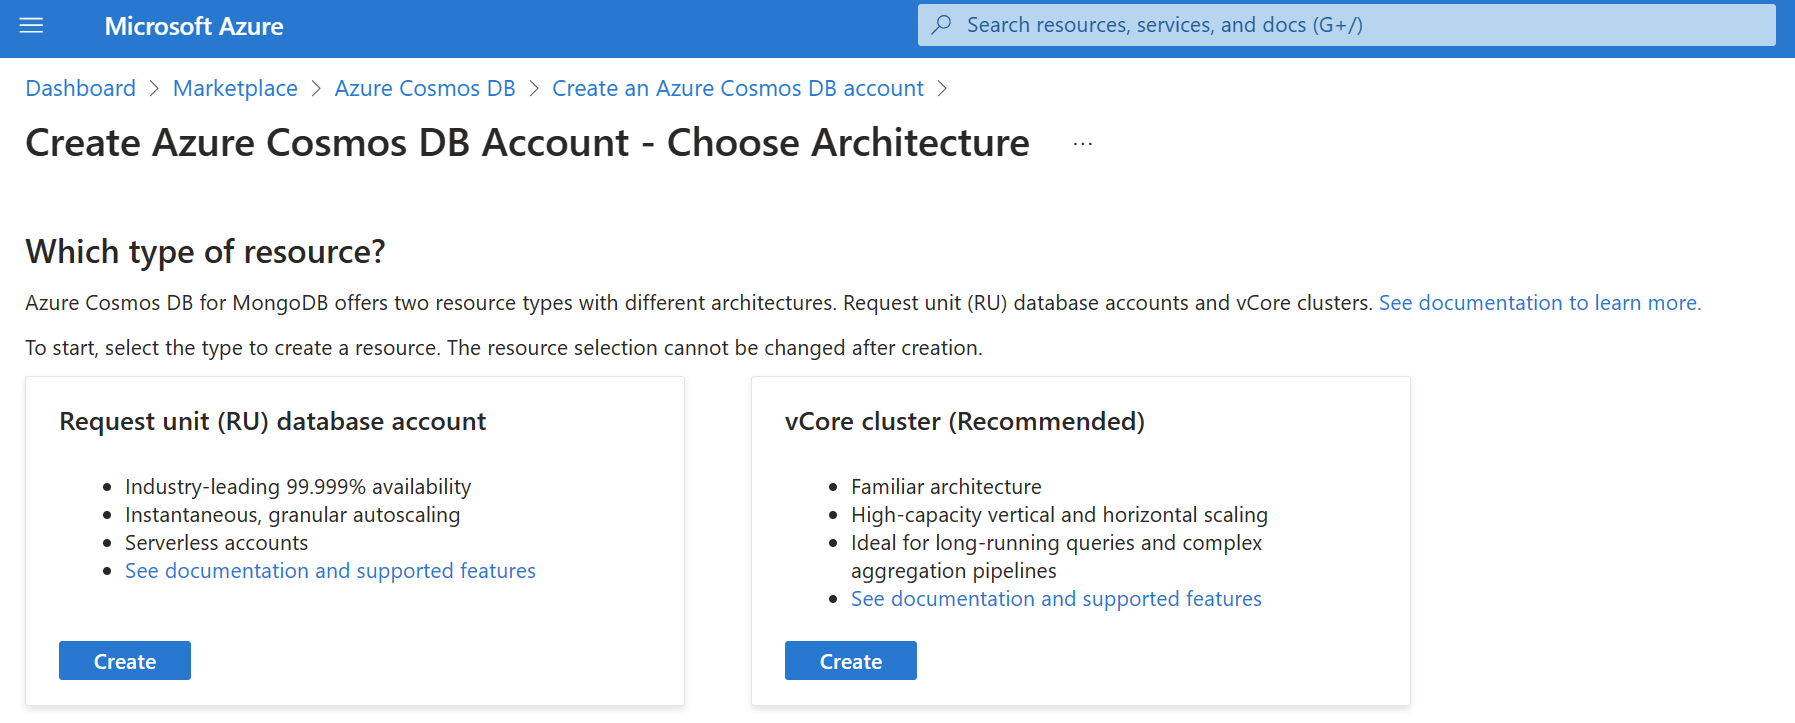 Microsoft Azure
Search resources, services, and docs (G+/)
Dashboard > Marketplace > Azure Cosmos DB > Create an Azure Cosmos DB account >
Create Azure Cosmos DB Account - Choose Architecture ...
Which type of resource?
Azure Cosmos DB for MongoDB offers two resource types with different architectures. Request unit (RU) database accounts and vCore clusters. See documentation to learn more.
To start, select the type to create a resource. The resource selection cannot be changed after creation.
Request unit (RU) database account
• Industry-leading 99.999% availability
• Instantaneous, granular autoscaling
• Serverless accounts
• See documentation and supported features
Create
vCore cluster (Recommended)
• Familiar architecture
• High-capacity vertical and horizontal scaling
• Ideal for long-running queries and complex
aggregation pipelines
• See documentation and supported features
Create